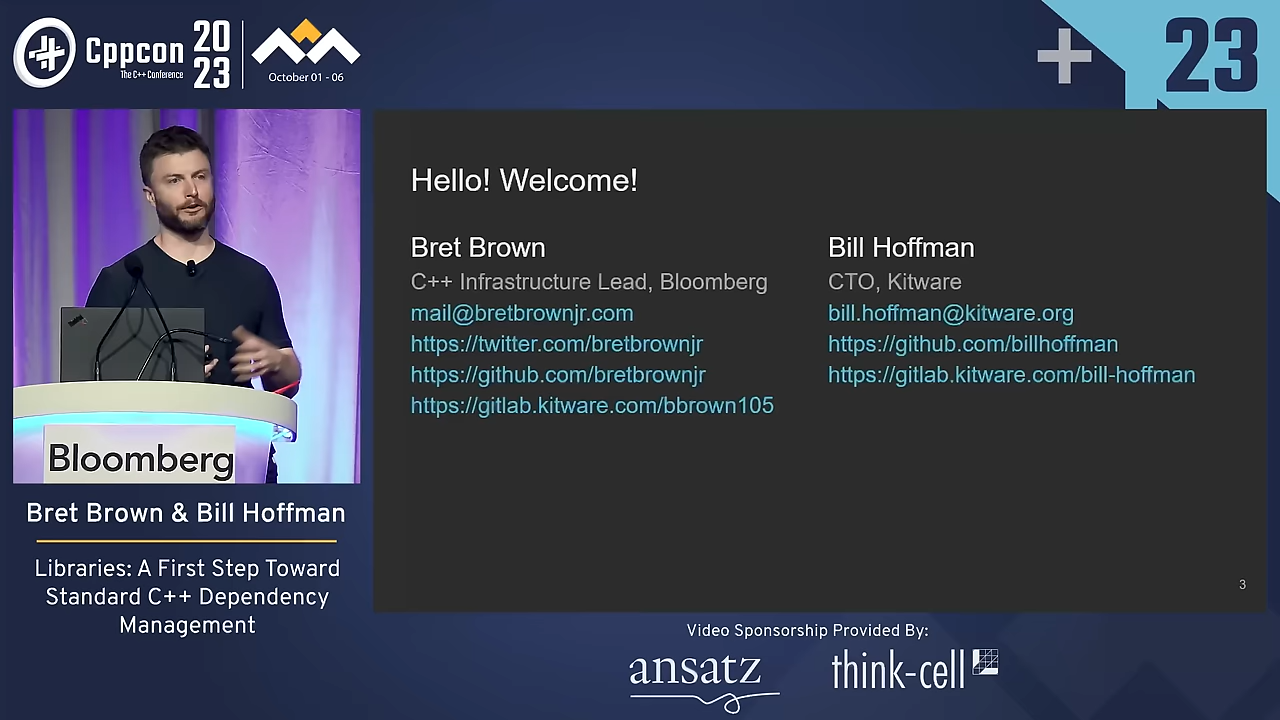 Cppcon
The C++ Conference
20
23
October 01 - 06
23
Hello! Welcome!
Bret Brown
C++ Infrastructure Lead, Bloomberg
mail@bretbrownjr.com
https://twitter.com/bretbrownjr
https://github.com/bretbrownjr
https://gitlab.kitware.com/bbrown105
Bill Hoffman
CTO, Kitware
bill.hoffman@kitware.org
https://github.com/billhoffman
https://gitlab.kitware.com/bill-hoffman
3
Bloomberg
Bret Brown & Bill Hoffman
Libraries: A First Step Toward
Standard C++ Dependency
Management
Video Sponsorship Provided By:
ansatz
think-cell